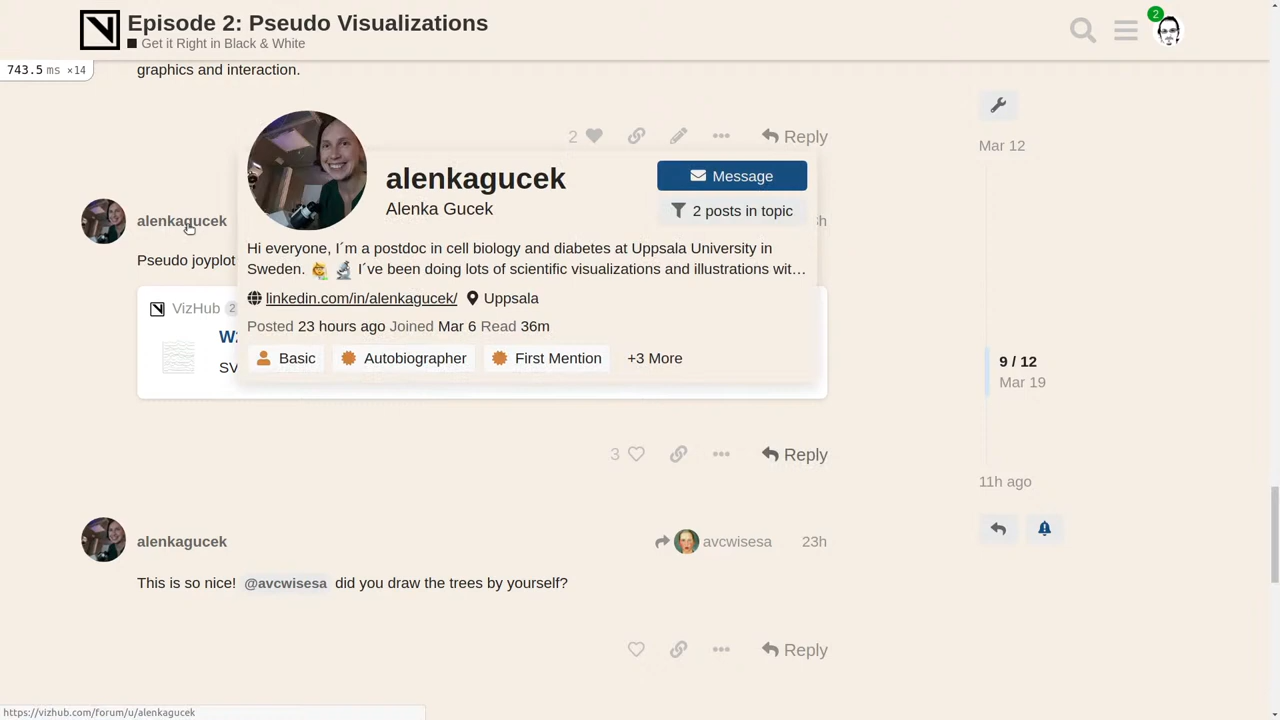 Episode 2: Pseudo Visualizations
Get it Right in Black & White
2
743.5 ms ×14
graphics and interaction.
Mar 12
2
Reply
alenkagucek
Alenka Gucek
Message
2 posts in topic
alenkagucek
Hi everyone, I´m a postdoc in cell biology and diabetes at Uppsala University in
Sweden. I´ve been doing lots of scientific visualizations and illustrations wit…
Pseudo joyplot
linkedin.com/in/alenkagucek/ Uppsala
VizHub 2
Posted 23 hours ago Joined Mar 6 Read 36m
SV
Basic Autobiographer First Mention +3 More
9 / 12
Mar 19
3
Reply
11h ago
alenkagucek
avcwisesa 23h
This is so nice! @avcwisesa did you draw the trees by yourself?
Reply
https://vizhub.com/forum/u/alenkagucek